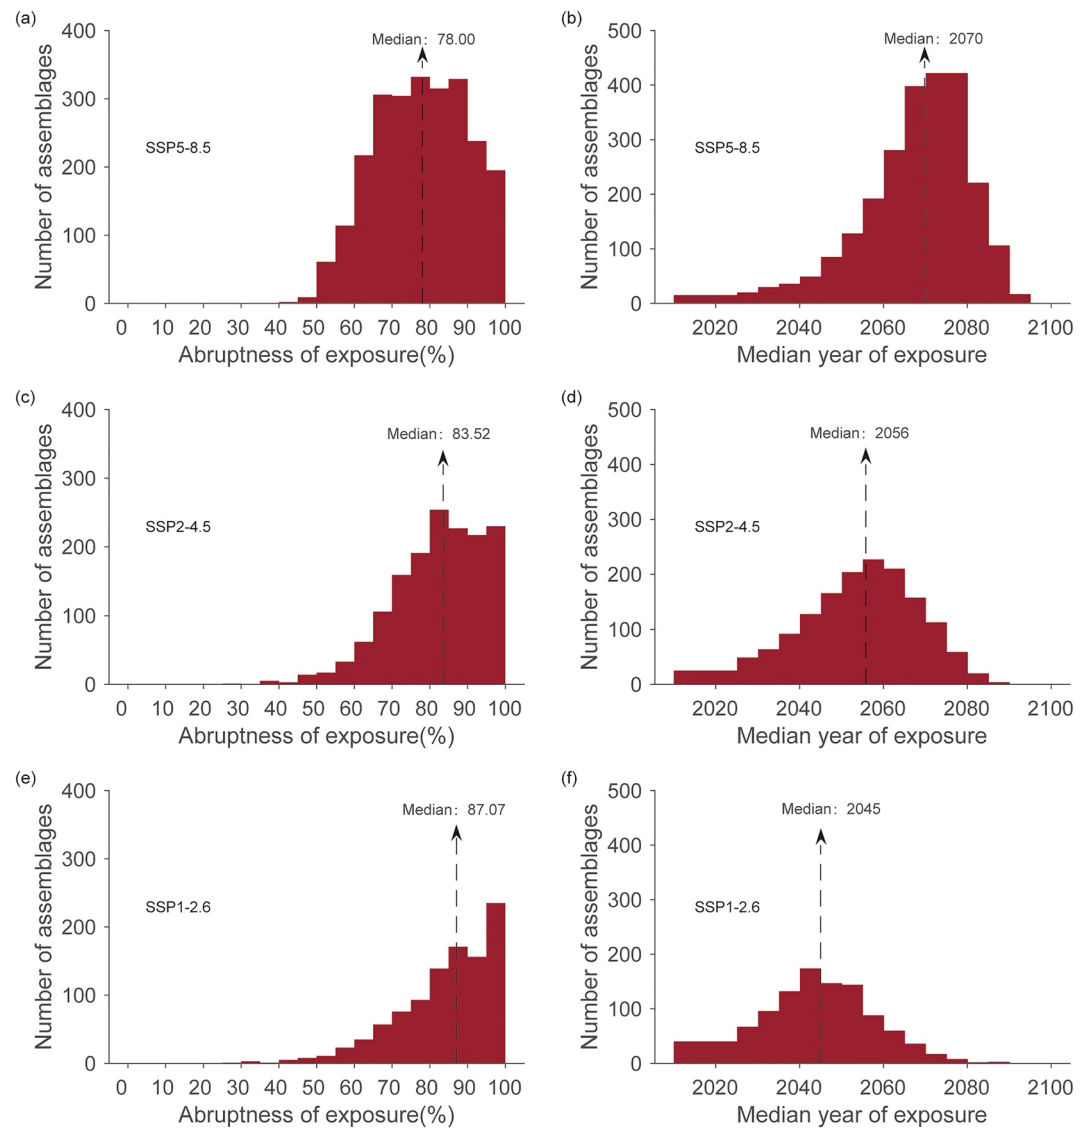 (a)
400
300
200
100
0
Number of assemblages
Median: 78.00
SSP5-8.5
0 10 20 30 40 50 60 70 80 90 100
Abruptness of exposure(%)
(b)
500
400
300
200
100
0
Number of assemblages
Median: 2070
SSP5-8.5
2020 2040 2060 2080 2100
Median year of exposure
(c)
400
300
200
100
0
Number of assemblages
Median: 83.52
SSP2-4.5
0 10 20 30 40 50 60 70 80 90 100
Abruptness of exposure(%)
(d)
500
400
300
200
100
0
Number of assemblages
Median: 2056
SSP2-4.5
2020 2040 2060 2080 2100
Median year of exposure
(e)
400
300
200
100
0
Number of assemblages
Median: 87.07
SSP1-2.6
0 10 20 30 40 50 60 70 80 90 100
Abruptness of exposure(%)
(f)
500
400
300
200
100
0
Number of assemblages
Median: 2045
SSP1-2.6
2020 2040 2060 2080 2100
Median year of exposure